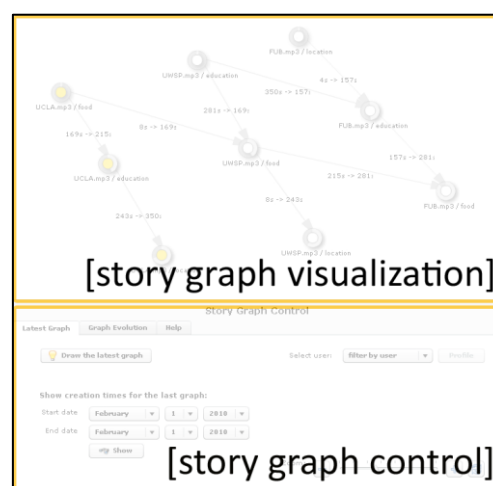 FUB.mp3 / location
UWSP.mp3 / education
4s -> 157s
350s -> 157s
UCLA.mp3 / food
281s -> 169s
8s -> 169s
FUB.mp3 / education
169s -> 215s
157s -> 281s
UWSP.mp3 / food
UCLA.mp3 / education
215s -> 281s
FUB.mp3 / food
8s -> 243s
243s -> 350s
UWSP.mp3 / location
[story graph visualization]
Story Graph Control
Latest Graph Graph Evolution Help
Draw the latest graph Select user: filter by user Profile
Show creation times for the last graph:
Start date February 1 2010
End date February 1 2010
Show
[story graph control]